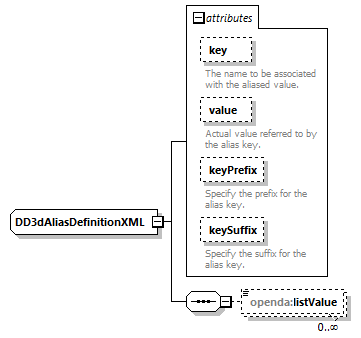 attributes
key
The name to be associated
with the aliased value.
value
Actual value referred to by
the alias key.
keyPrefix
Specify the prefix for the
alias key.
DD3dAliasDefinitionXML
keySuffix
Specify the suffix for the
alias key.
openda:listValue
0..∞